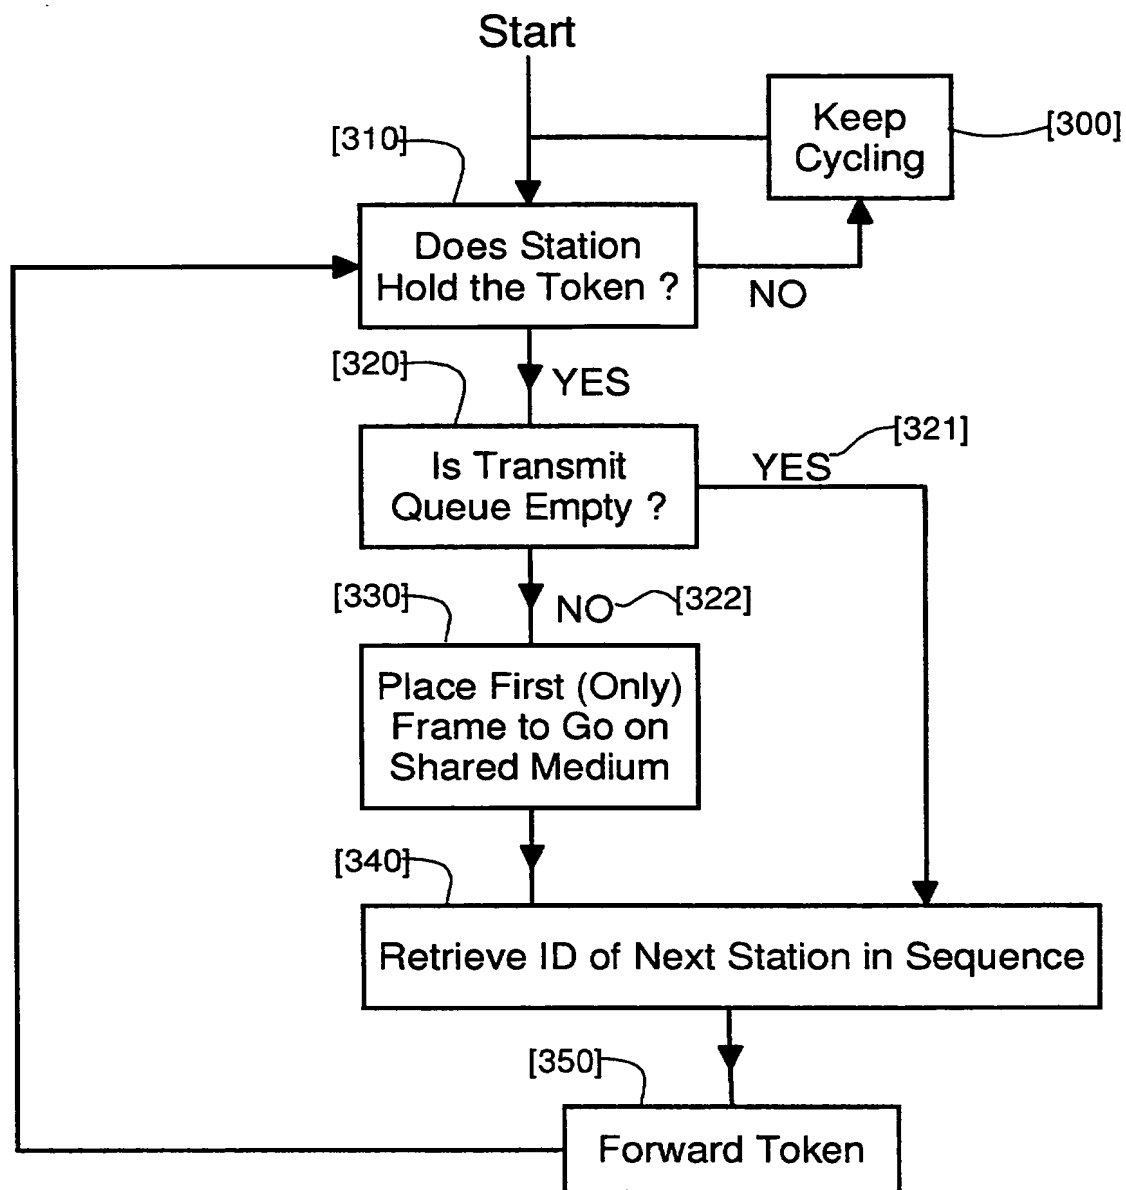 Start
Keep
Cycling
[300]
[310]
Does Station
Hold the Token ?
NO
[320]
YES
Is Transmit
Queue Empty ?
YES
[321]
[330]
NO
[322]
Place First (Only)
Frame to Go on
Shared Medium
[340]
Retrieve ID of Next Station in Sequence
[350]
Forward Token